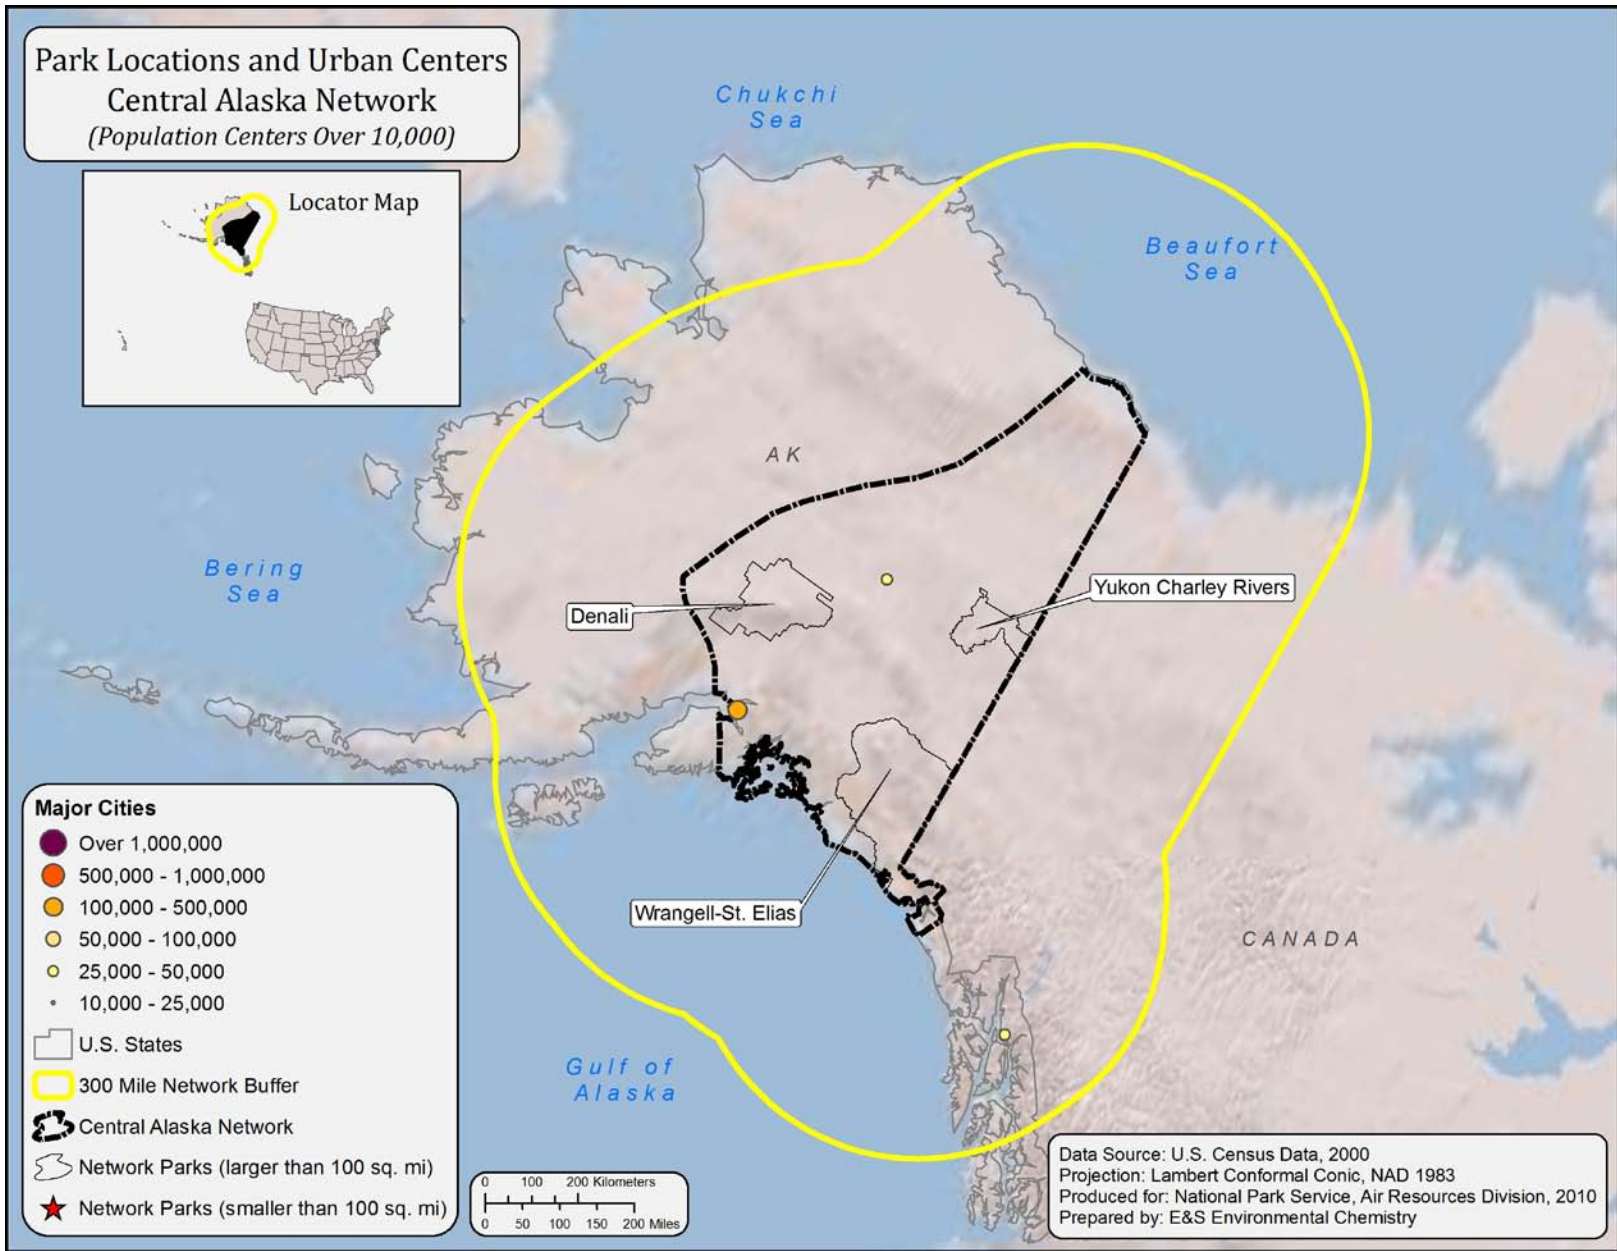 Park Locations and Urban Centers
Central Alaska Network
(Population Centers Over 10,000)
Locator Map
Chukchi
Sea
Beaufort
Sea
AK
Bering
Sea
Denali
Yukon Charley Rivers
Wrangell-St. Elias
CANADA
Gulf of
Alaska
Major Cities
Over 1,000,000
500,000 - 1,000,000
100,000 - 500,000
50,000 - 100,000
25,000 - 50,000
10,000 - 25,000
U.S. States
300 Mile Network Buffer
Central Alaska Network
Network Parks (larger than 100 sq. mi)
Network Parks (smaller than 100 sq. mi)
0 100 200 Kilometers
0 50 100 150 200 Miles
Data Source: U.S. Census Data, 2000
Projection: Lambert Conformal Conic, NAD 1983
Produced for: National Park Service, Air Resources Division, 2010
Prepared by: E&S Environmental Chemistry